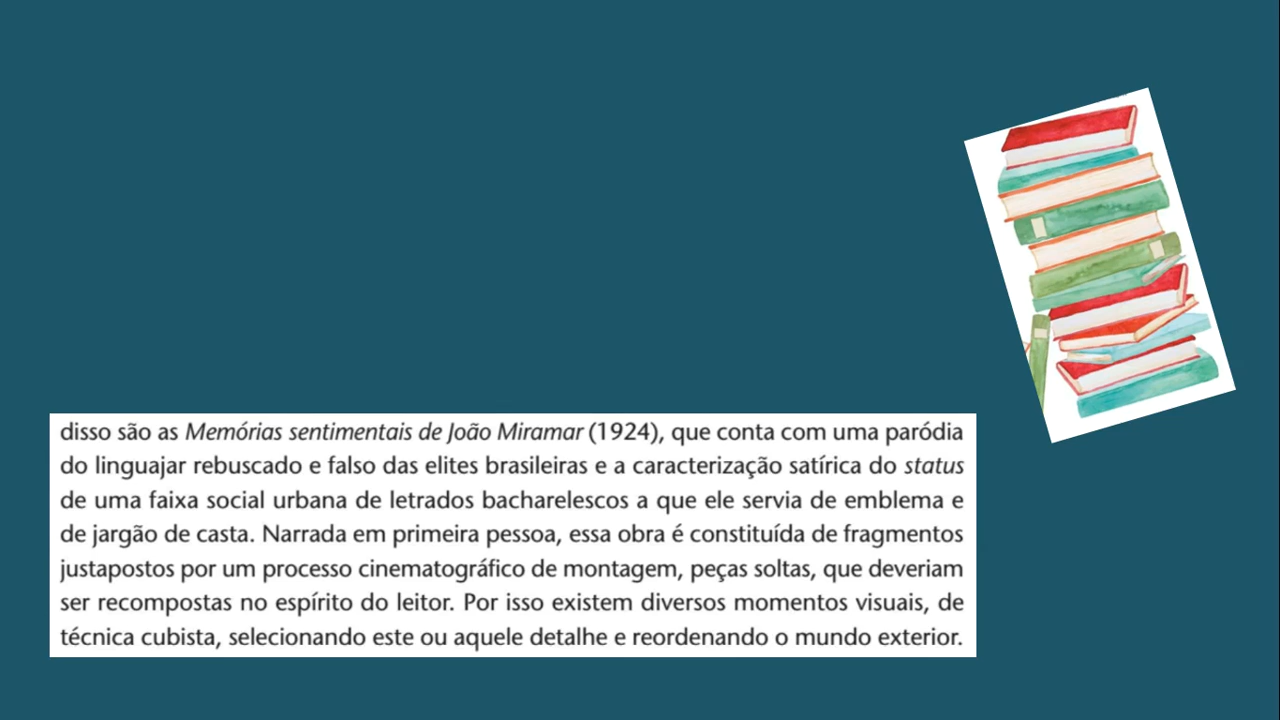 disso são as Memórias sentimentais de João Miramar (1924), que conta com uma paródia
do linguajar rebuscado e falso das elites brasileiras e a caracterização satírica do status
de uma faixa social urbana de letrados bacharelescos a que ele servia de emblema e
de jargão de casta. Narrada em primeira pessoa, essa obra é constituída de fragmentos
justapostos por um processo cinematográfico de montagem, peças soltas, que deveriam
ser recompostas no espírito do leitor. Por isso existem diversos momentos visuais, de
técnica cubista, selecionando este ou aquele detalhe e reordenando o mundo exterior.